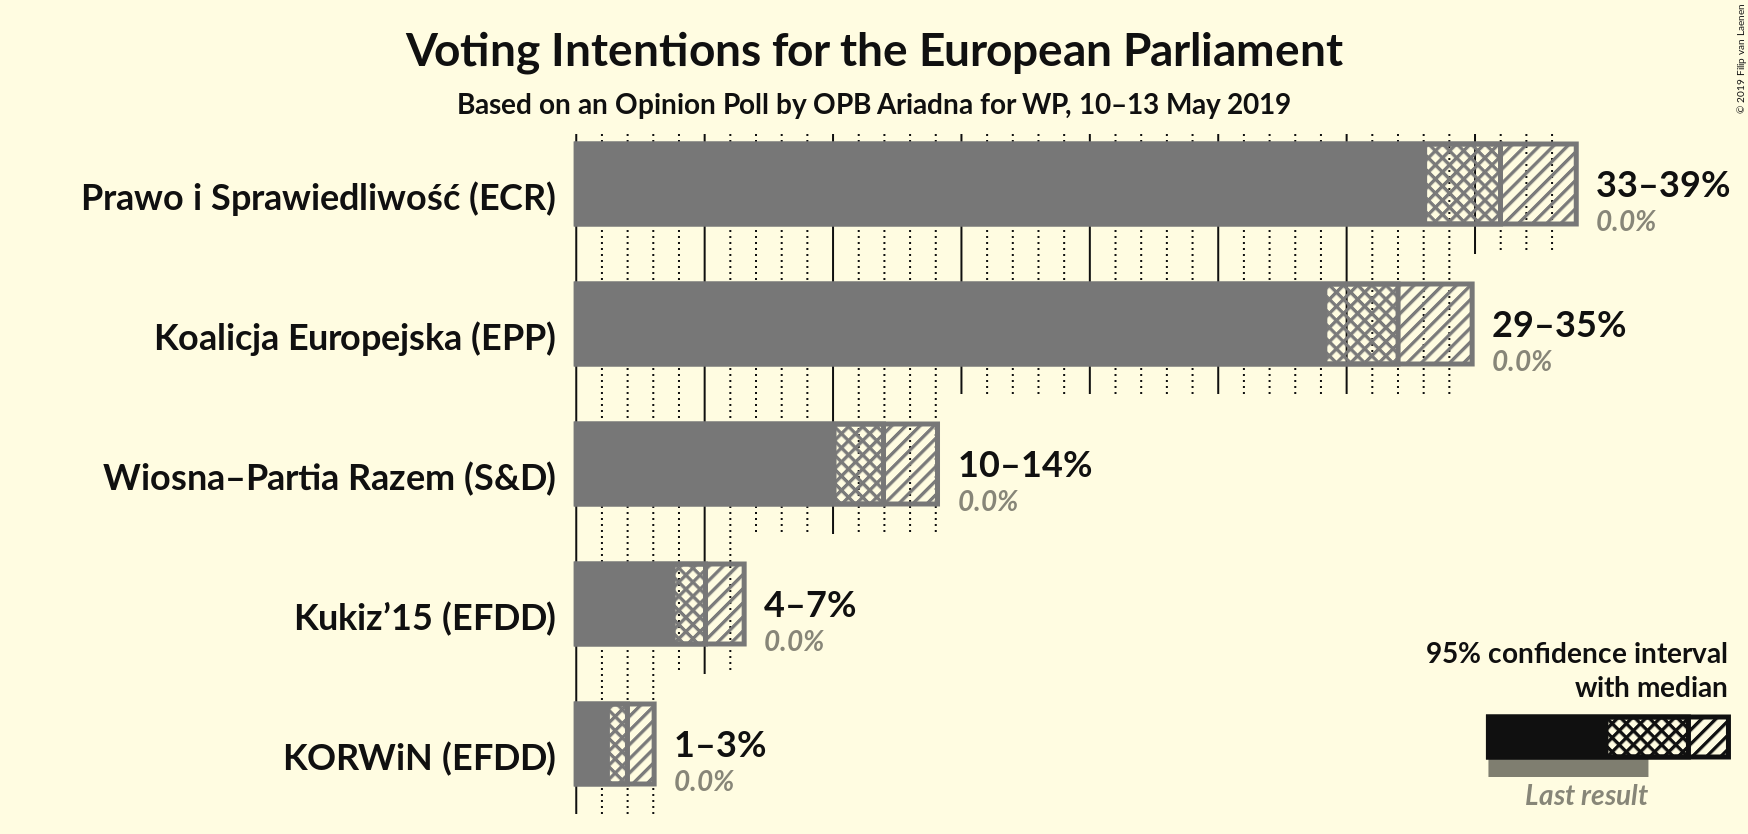 Voting Intentions for the European Parliament
Based on an Opinion Poll by OPB Ariadna for WP, 10–13 May 2019
© 2019 Filip van Laenen
Prawo i Sprawiedliwość (ECR)
33–39%
0.0%
Koalicja Europejska (EPP)
29–35%
0.0%
Wiosna–Partia Razem (S&D)
10–14%
0.0%
Kukiz’15 (EFDD)
4–7%
0.0%
KORWiN (EFDD)
1–3%
0.0%
95% confidence interval
with median
Last result